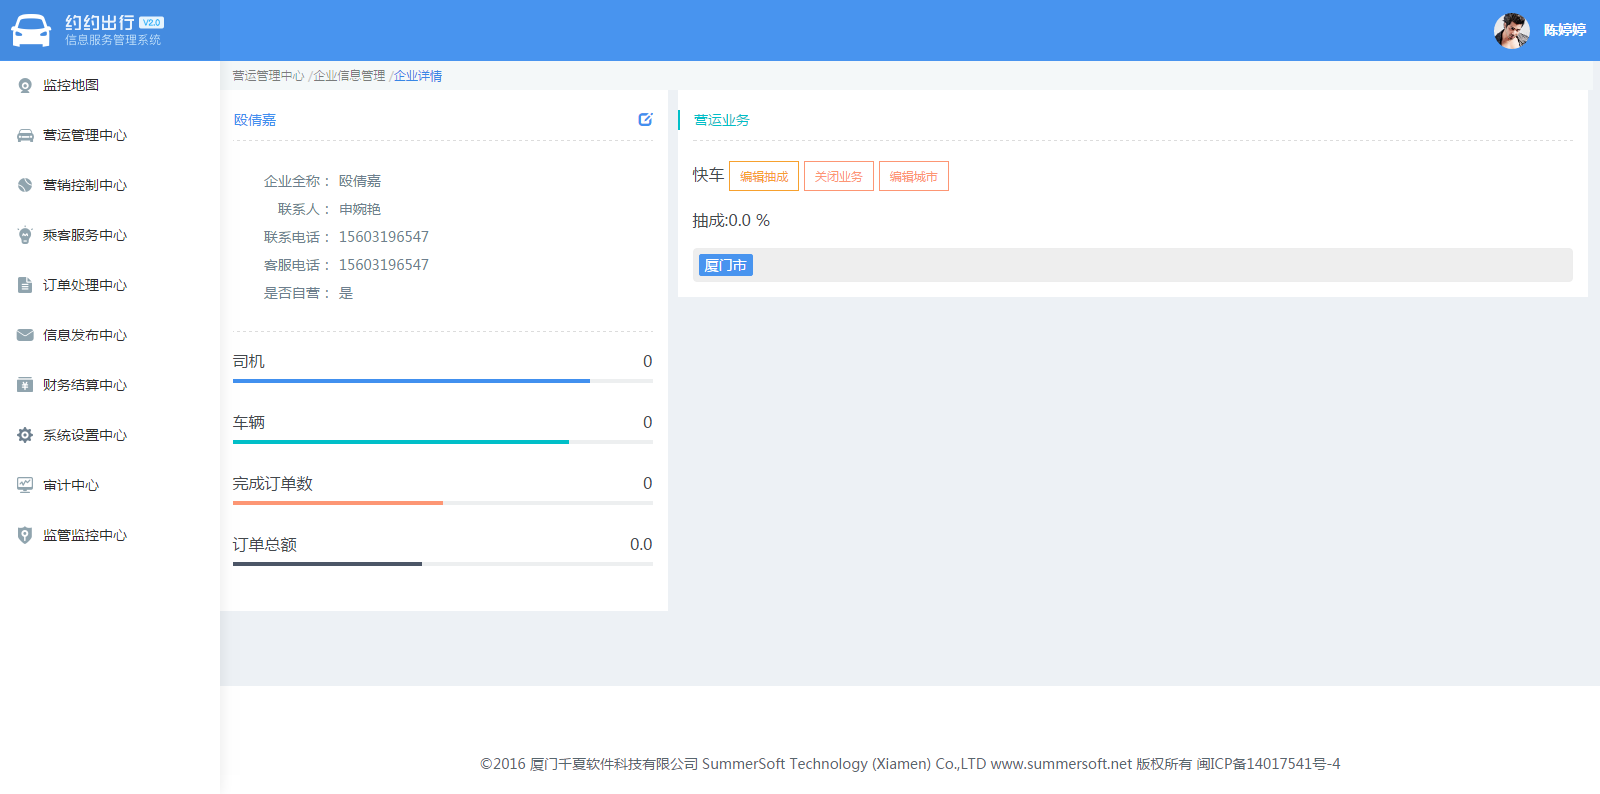 约约出行 V2.0
信息服务管理系统
陈婷婷
监控地图
营运管理中心
营销控制中心
乘客服务中心
订单处理中心
信息发布中心
财务结算中心
系统设置中心
审计中心
监管监控中心
营运管理中心 /企业信息管理 /企业详情
殴倩嘉
企业全称： 殴倩嘉
联系人： 申婉艳
联系电话： 15603196547
客服电话： 15603196547
是否自营： 是
司机 0
车辆 0
完成订单数 0
订单总额 0.0
营运业务
快车 编辑抽成 关闭业务 编辑城市
抽成:0.0 %
厦门市
©2016 厦门千夏软件科技有限公司 SummerSoft Technology (Xiamen) Co.,LTD www.summersoft.net 版权所有 闽ICP备14017541号-4